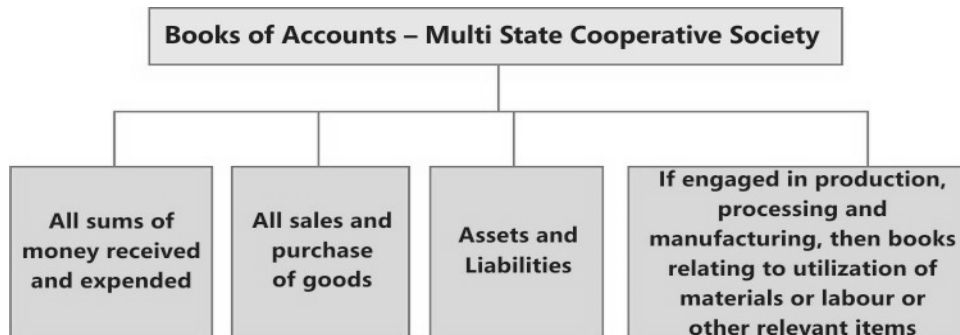 Books of Accounts – Multi State Cooperative Society
All sums of
money received
and expended
All sales and
purchase
of goods
Assets and
Liabilities
If engaged in production,
processing and
manufacturing, then books
relating to utilization of
materials or labour or
other relevant items